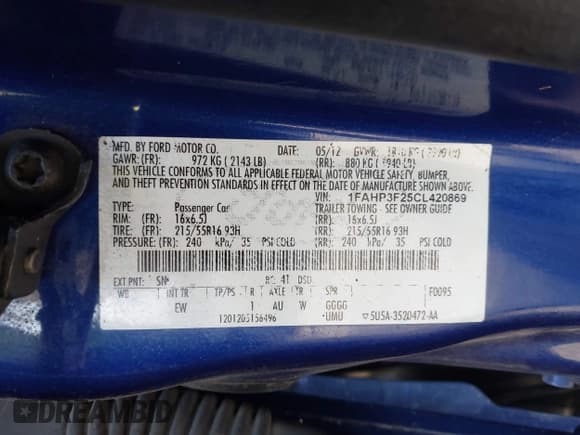 MFD. BY FORD MOTOR CO.
DATE: 05/12 GVWR:
GAWR:(FR): 972 KG ( 2143 LB) (RR): 880 KG
THIS VEHICLE CONFORMS TO ALL APPLICABLE FEDERAL MOTOR VEHICLE SAFETY, BUMPER,
AND THEFT PREVENTION STANDARDS IN EFFECT ON THE DATE OF MANUFACTURE SHOWN ABOVE.
VIN: 1FAHP3F25CL420869
TYPE: Passenger Car TRAILER TOWING - SEE OWNER GUIDE
RIM: (FR): 16x6.5J (RR): 16x6.5J
TIRE: (FR): 215/55R16 93H (RR): 215/55R16 93H
PRESSURE:(FR): 240 kPa/ 35 PSI COLD (RR): 240 kPa/ 35 PSI COLD
EXT PNT: 41 DSO:
WB INT TR TP/PS R AXLE TR SPR F0095
EW 1 AU W GGGG
UMU 5U5A-3520472-AA
DREAMBID